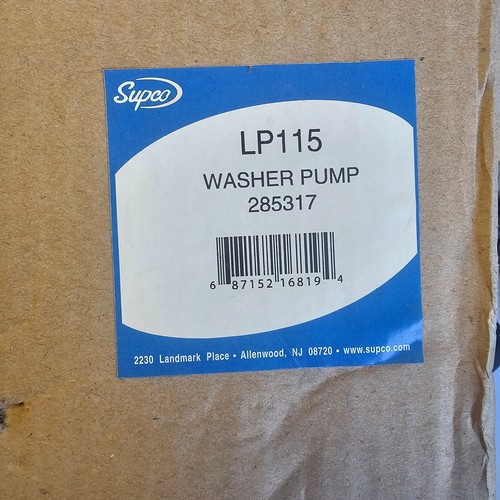 Supco
LP115
WASHER PUMP
285317
6 87152 16819 4
2230 Landmark Place • Allenwood, NJ 08720 • www.supco.com